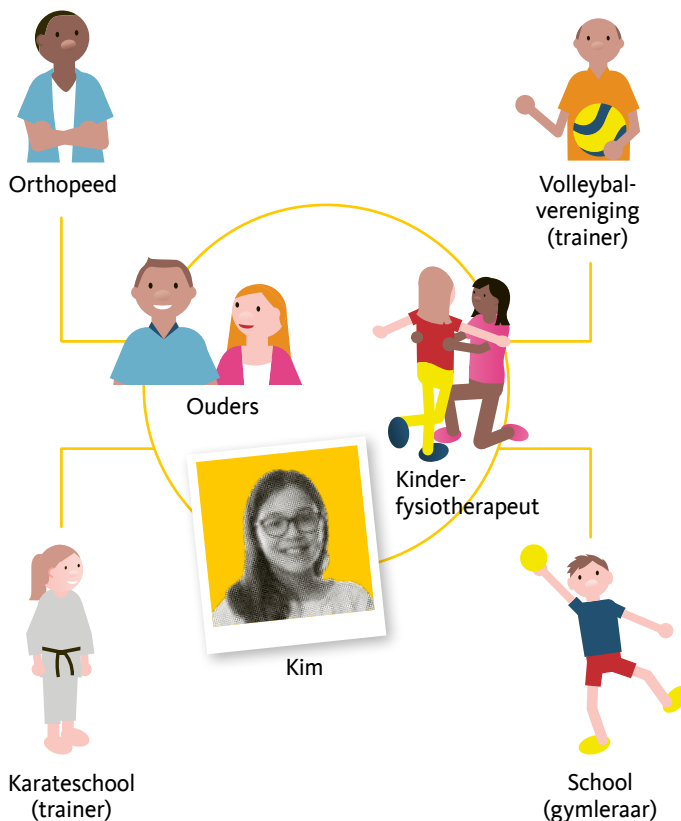 Orthopeed
Volleybal-
vereniging
(trainer)
Ouders
Kinder-
fysiotherapeut
Kim
Karateschool
(trainer)
School
(gymleraar)